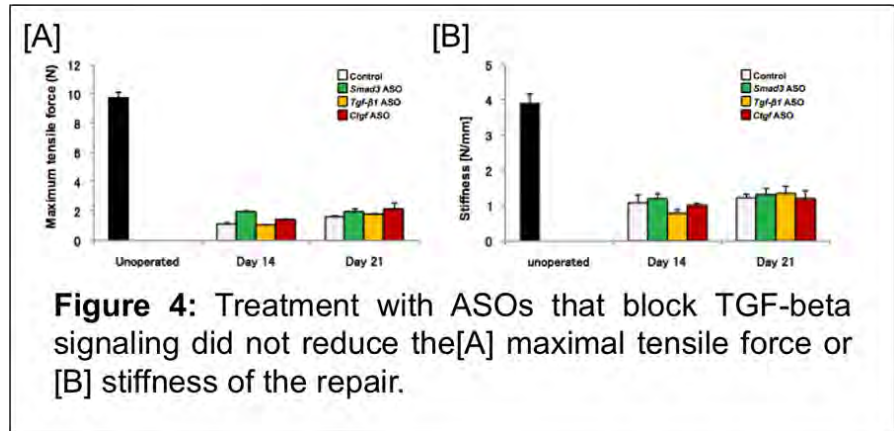 [A]
Maximum tensile force (N)
12
10
8
6
4
2
0
Control
Smad3 ASO
Tgf-β1 ASO
Ctgf ASO
Unoperated
Day 14
Day 21
[B]
Stiffness [N/mm]
5
4
3
2
1
0
Control
Smad3 ASO
Tgf-β1 ASO
Ctgf ASO
unoperated
Day 14
Day 21
Figure 4: Treatment with ASOs that block TGF-beta
signaling did not reduce the[A] maximal tensile force or
[B] stiffness of the repair.